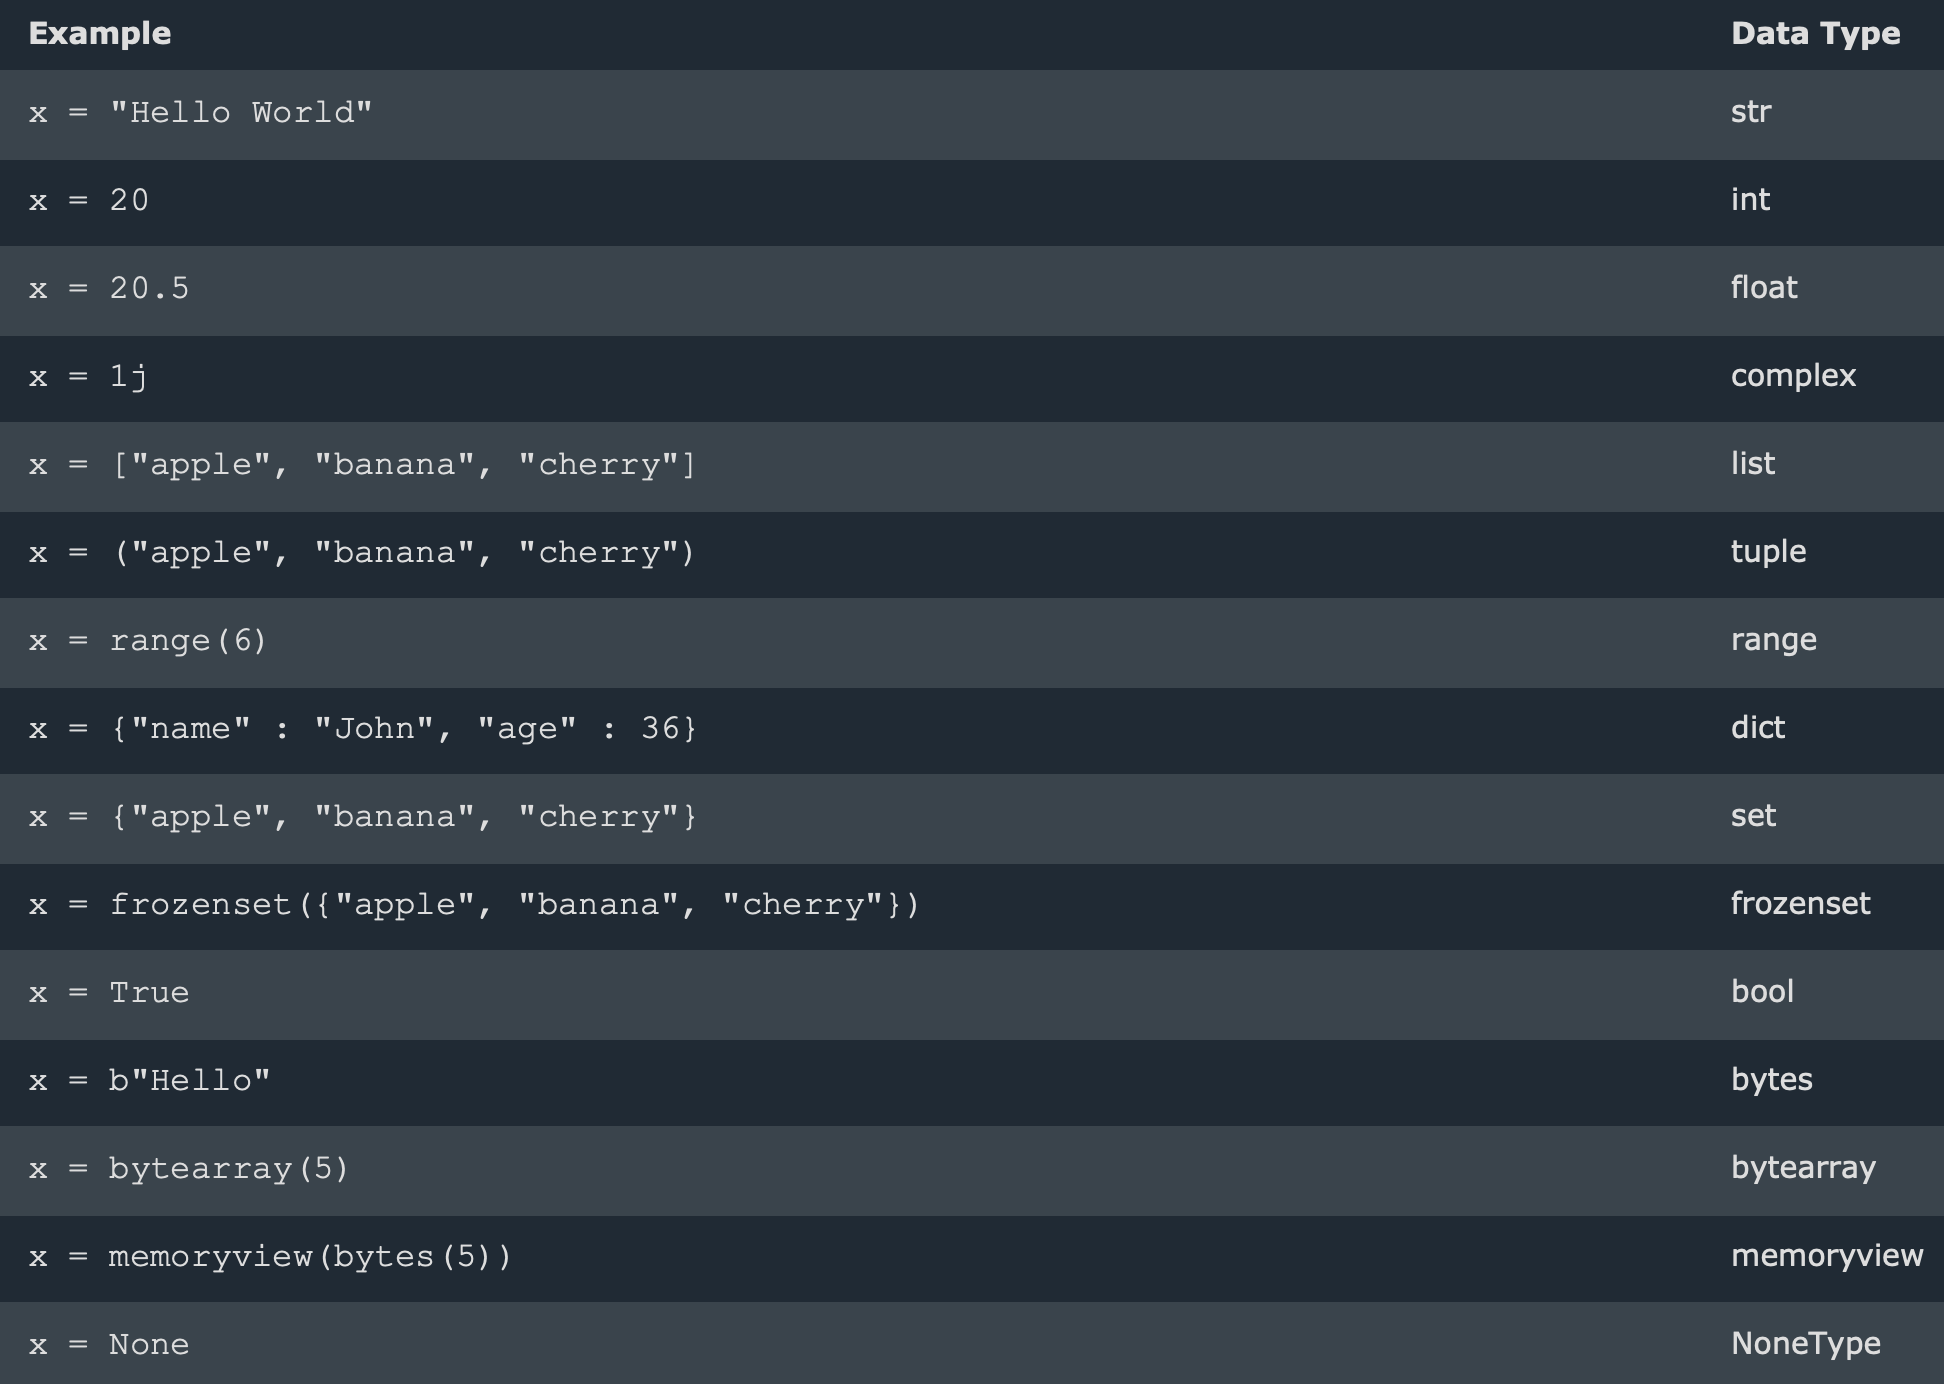 Example Data Type
x = "Hello World" str
x = 20 int
x = 20.5 float
x = 1j complex
x = ["apple", "banana", "cherry"] list
x = ("apple", "banana", "cherry") tuple
x = range(6) range
x = {"name" : "John", "age" : 36} dict
x = {"apple", "banana", "cherry"} set
x = frozenset({"apple", "banana", "cherry"}) frozenset
x = True bool
x = b"Hello" bytes
x = bytearray(5) bytearray
x = memoryview(bytes(5)) memoryview
x = None NoneType